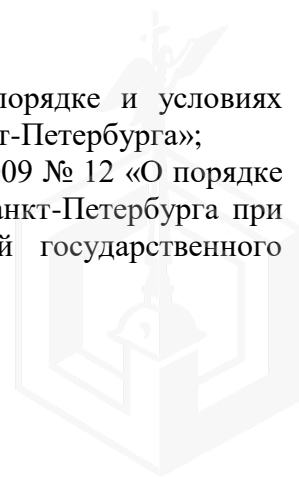 порядке и условиях
т-Петербурга»;
09 № 12 «О порядке
анкт-Петербурга при
й государственного